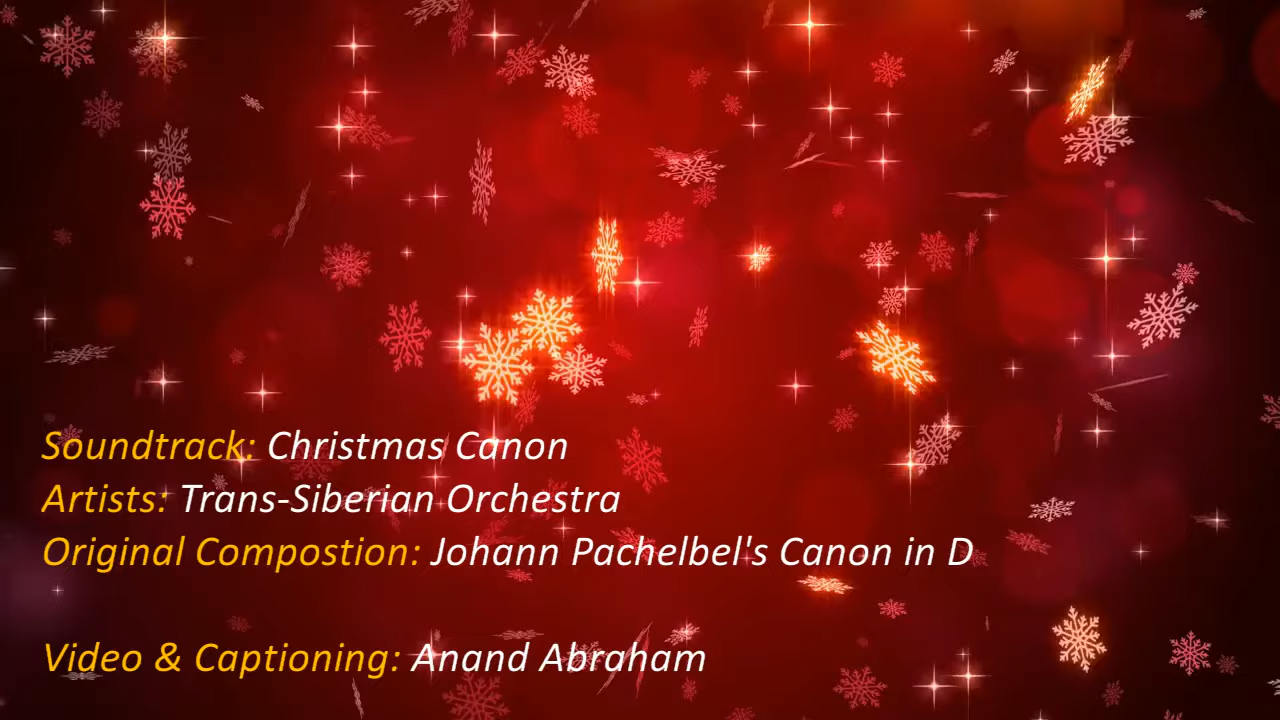 Soundtrack: Christmas Canon
Artists: Trans-Siberian Orchestra
Original Compostion: Johann Pachelbel's Canon in D
Video & Captioning: Anand Abraham